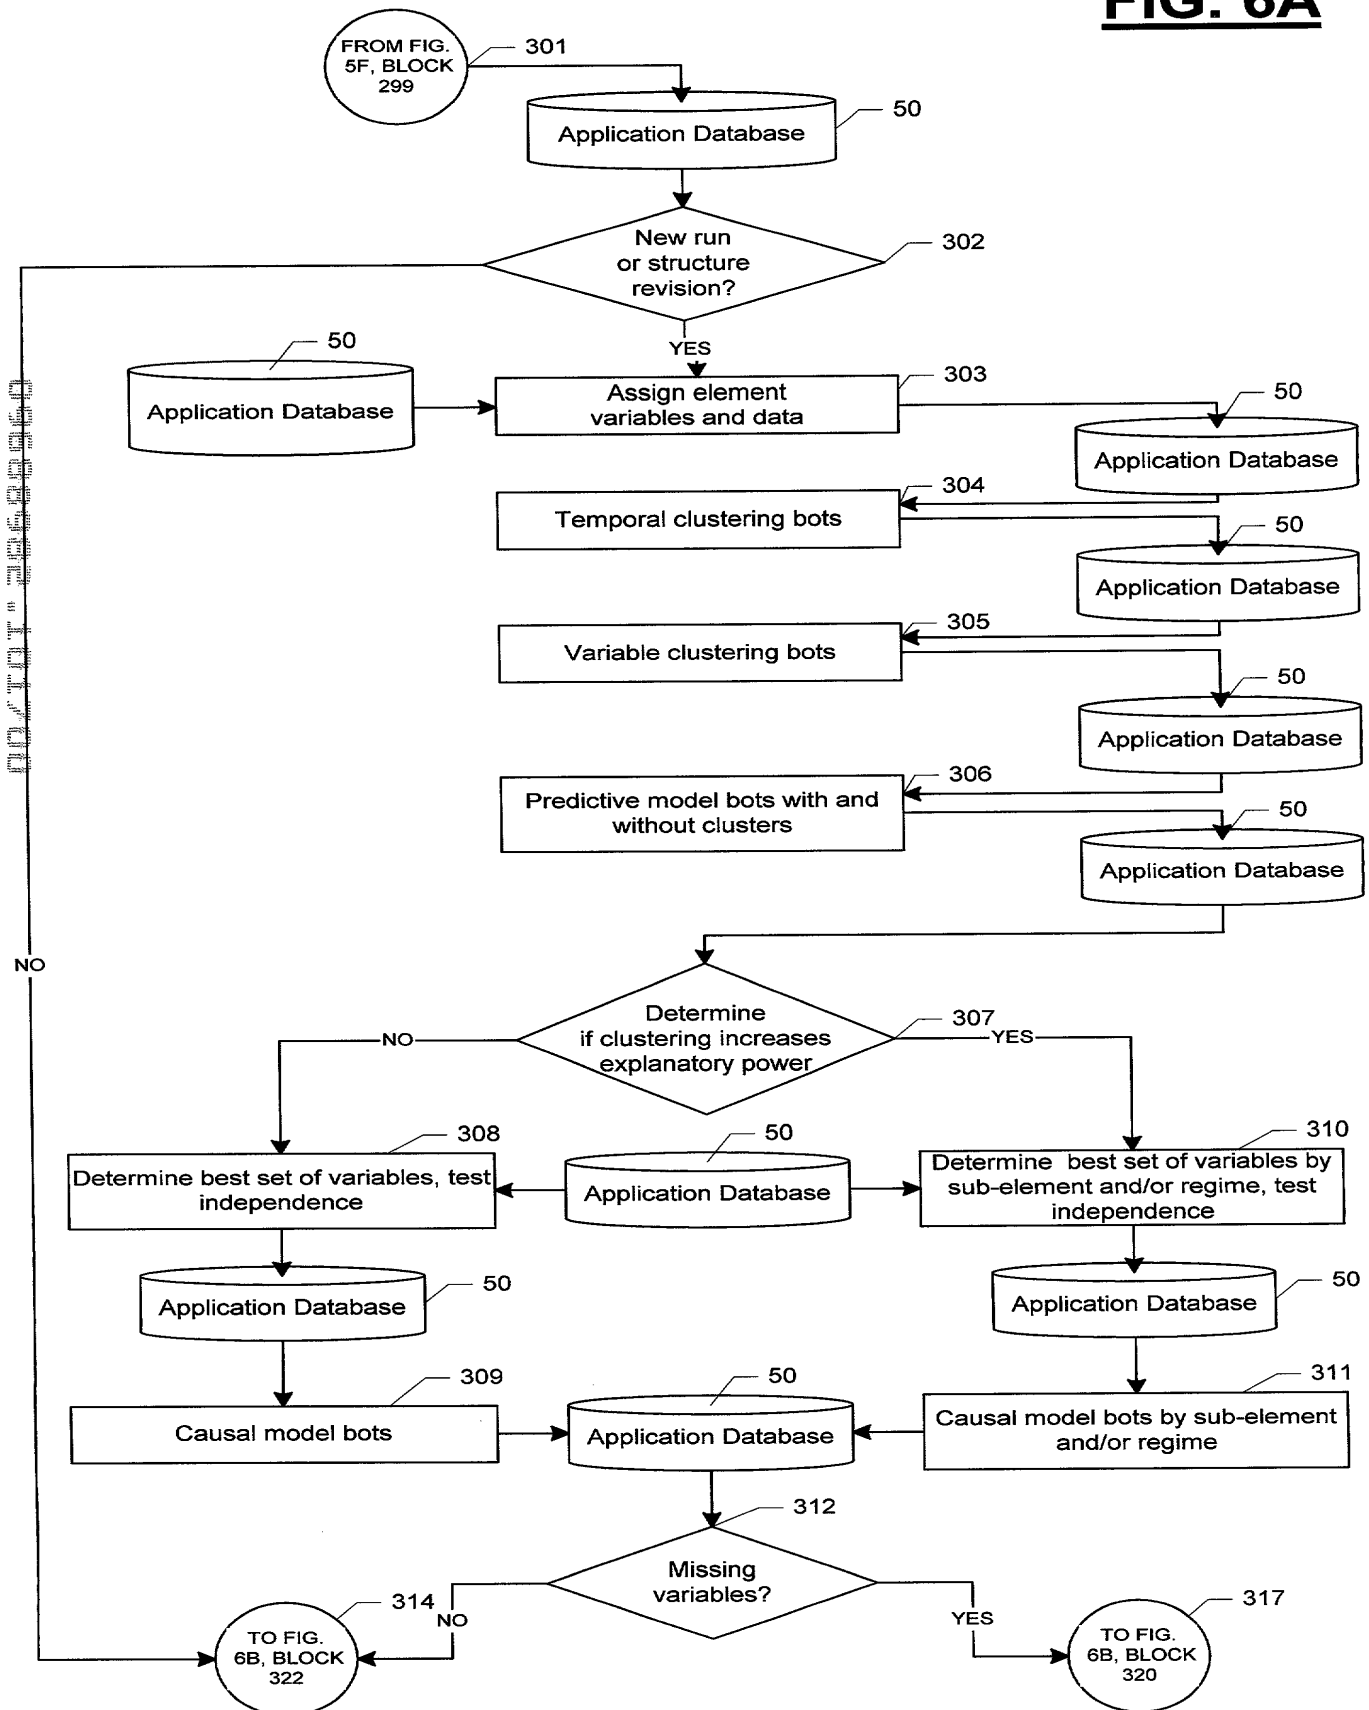 FIG. 6A
FROM FIG.
5F, BLOCK
299
301
50
Application Database
New run
or structure
revision?
302
YES
50
Application Database
Assign element
variables and data
303
50
Application Database
304
Temporal clustering bots
50
Application Database
305
Variable clustering bots
50
Application Database
306
Predictive model bots with and
without clusters
50
Application Database
NO
Determine
if clustering increases
explanatory power
307
NO
YES
308
Determine best set of variables, test
independence
50
Application Database
310
Determine best set of variables by
sub-element and/or regime, test
independence
50
Application Database
50
Application Database
309
Causal model bots
50
Application Database
311
Causal model bots by sub-element
and/or regime
312
Missing
variables?
NO
YES
314
TO FIG.
6B, BLOCK
322
317
TO FIG.
6B, BLOCK
320